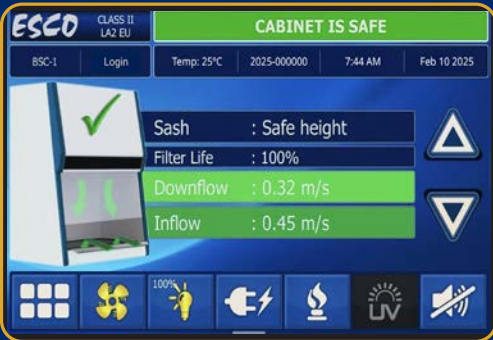 ESCO CLASS II LA2 EU CABINET IS SAFE
BSC-1 Login Temp: 25°C 2025-000000 7:44 AM Feb 10 2025
Sash : Safe height
Filter Life : 100%
Downflow : 0.32 m/s
Inflow : 0.45 m/s
100%
UV